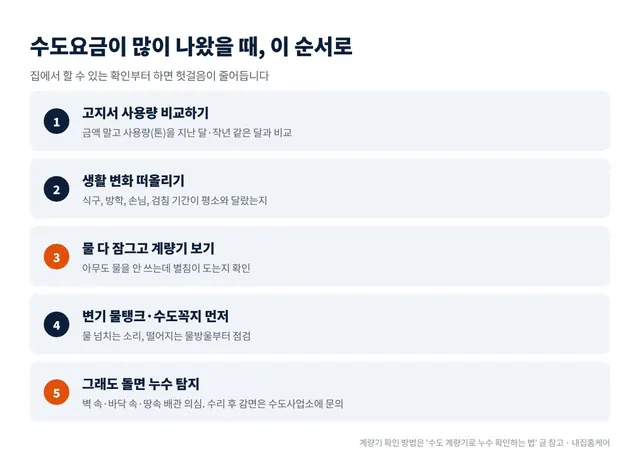 수도요금이 많이 나왔을 때, 이 순서로
집에서 할 수 있는 확인부터 하면 헛걸음이 줄어듭니다
1
고지서 사용량 비교하기
금액 말고 사용량(톤)을 지난 달·작년 같은 달과 비교
2
생활 변화 떠올리기
식구, 방학, 손님, 검침 기간이 평소와 달랐는지
3
물 다 잠그고 계량기 보기
아무도 물을 안 쓰는데 별침이 도는지 확인
4
변기 물탱크·수도꼭지 먼저
물 넘치는 소리, 떨어지는 물방울부터 점검
5
그래도 돌면 누수 탐지
벽 속·바닥 속·땅속 배관 의심. 수리 후 감면은 수도사업소에 문의
계량기 확인 방법은 '수도 계량기로 누수 확인하는 법' 글 참고 · 내집홈케어